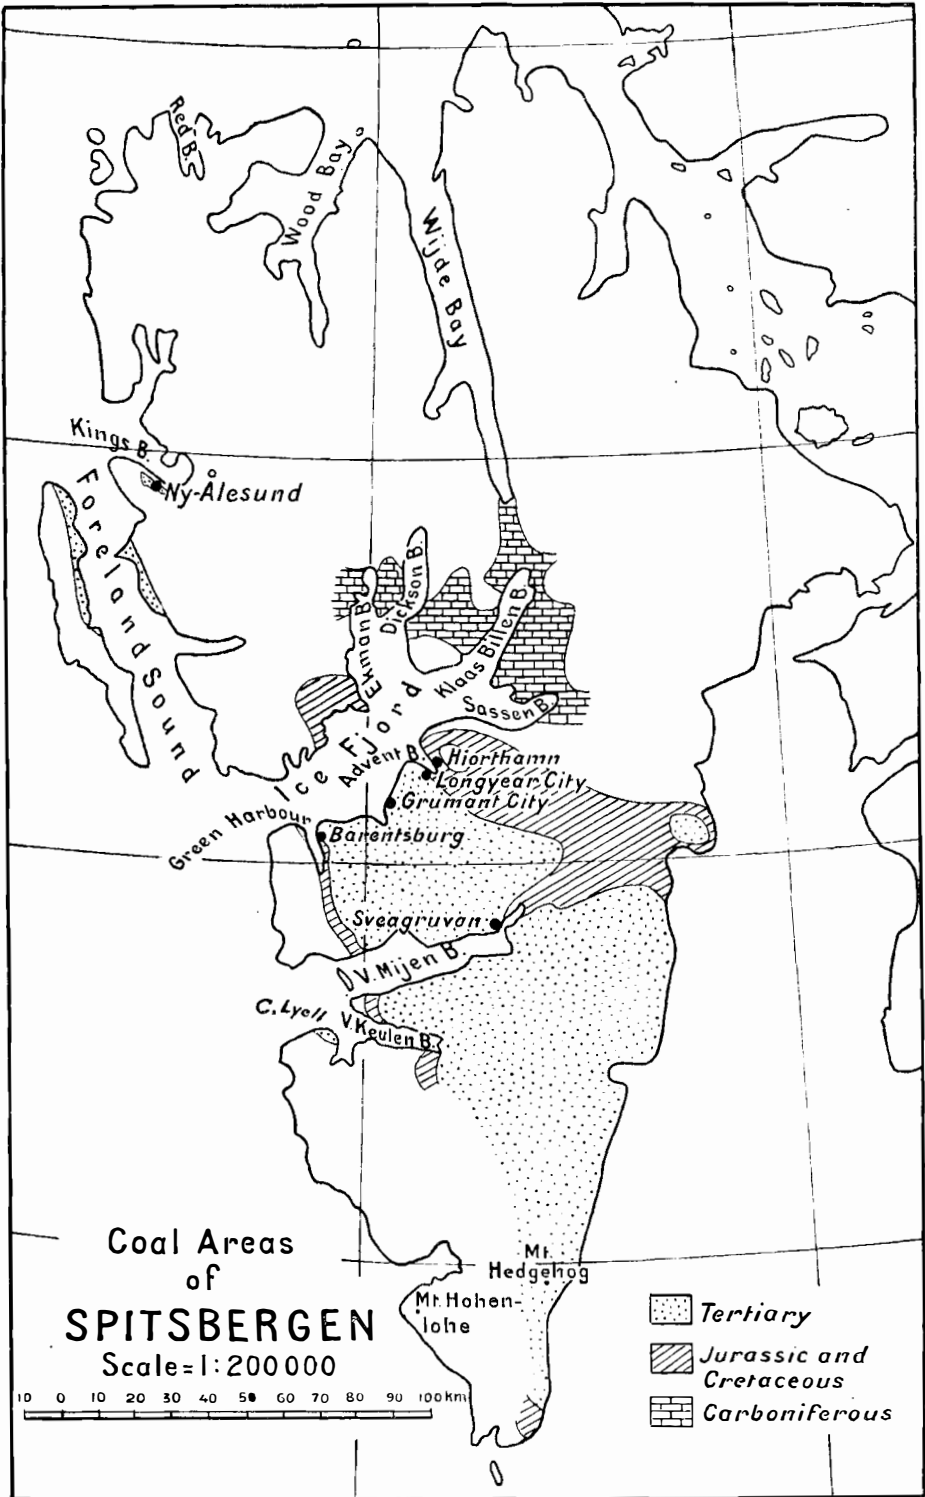 Red B.
Wood Bay
Wijde Bay
Kings B.
Ny-Ålesund
Foreland Sound
Dickson B.
Ekman B.
Klaas Billen B.
Sassen B.
Ice Fjord
Advent B.
Hiorthamn
Longyear City
Grumant City
Green Harbour
Barentsburg
Sveagruvan
V. Mijen B.
C. Lyell
V. Keulen B.
Mt.
Hedgehog
Mt. Hohen-
lohe
Coal Areas
of
SPITSBERGEN
Scale=1:200000
10 0 10 20 30 40 50 60 70 80 90 100 km
Tertiary
Jurassic and
Cretaceous
Carboniferous